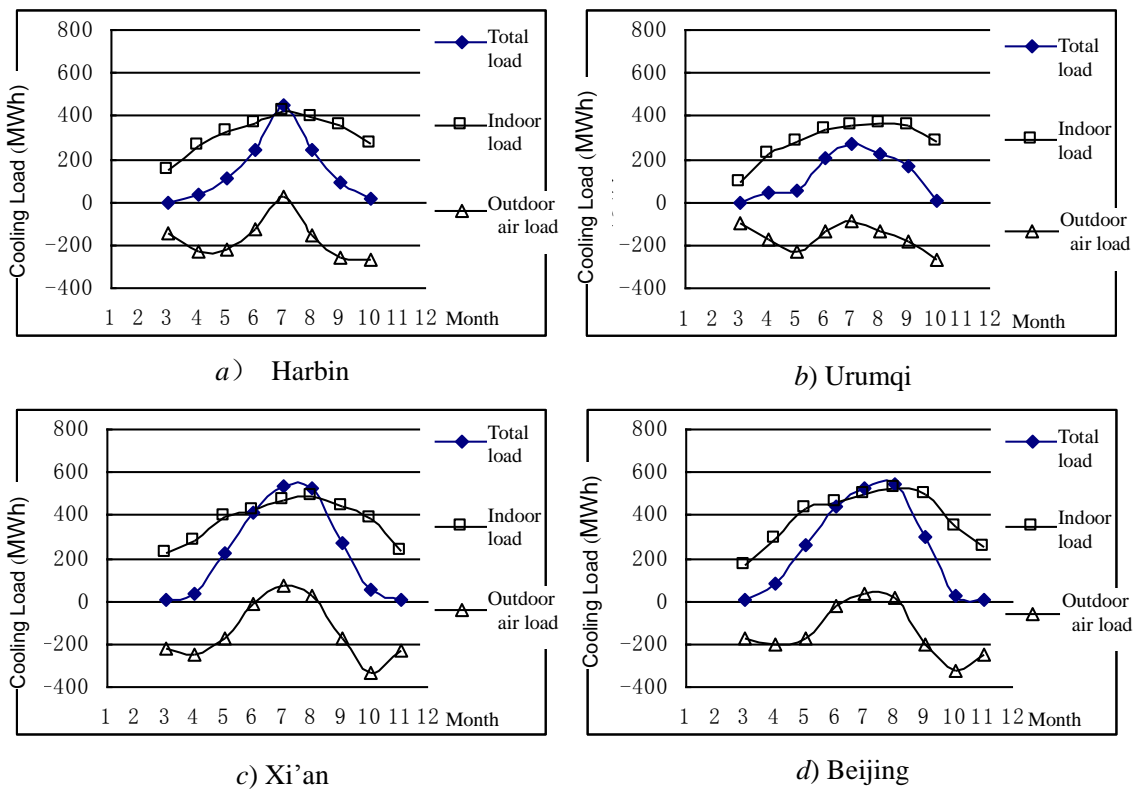 800
600
400
200
0
-200
-400
Cooling Load (MWh)
1 2 3 4 5 6 7 8 9 10 11 12 Month
Total
load
Indoor
load
Outdoor
air load
a） Harbin
800
600
400
200
0
-200
-400
Cooling Load (MWh)
1 2 3 4 5 6 7 8 9 10 11 12 Month
Total
load
Indoor
load
Outdoor
air load
b) Urumqi
800
600
400
200
0
-200
-400
Cooling Load (MWh)
1 2 3 4 5 6 7 8 9 10 11 12 Month
Total
load
Indoor
load
Outdoor
air load
c) Xi’an
800
600
400
200
0
-200
-400
Cooling Load (MWh)
1 2 3 4 5 6 7 8 9 10 11 12 Month
Total
load
Indoor
load
Outdoor
air load
d) Beijing